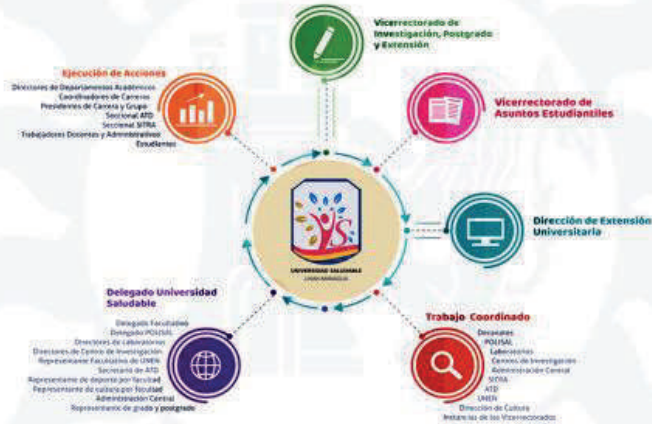 Vicerrectorado de
Investigación, Postgrado
y Extensión
Ejecución de Acciones
Directores de Departamentos Académicos
Coordinadores de Carreras
Presidentes de Carrera y Grupo
Seccional ATD
Seccional SITRA
Trabajadores Docentes y Administrativos
Estudiantes
Vicerrectorado de
Asuntos Estudiantiles
Dirección de Extensión
Universitaria
UNIVERSIDAD SALUDABLE
UNAN-MANAGUA
Delegado Universidad
Saludable
Delegado Facultativo
Delegado POLISAL
Directores de Laboratorios
Directores de Centro de Investigación
Representante Facultativo de UNEN
Secretario de ATD
Representante de deporte por facultad
Representante de cultura por facultad
Administración Central
Representante de grado y postgrado
Trabajo Coordinado
Decanatos
POLISAL
Laboratorios
Centros de Investigación
Administración Central
SITRA
ATD
UNEN
Dirección de Cultura
Instancias de los Vicerrectorados